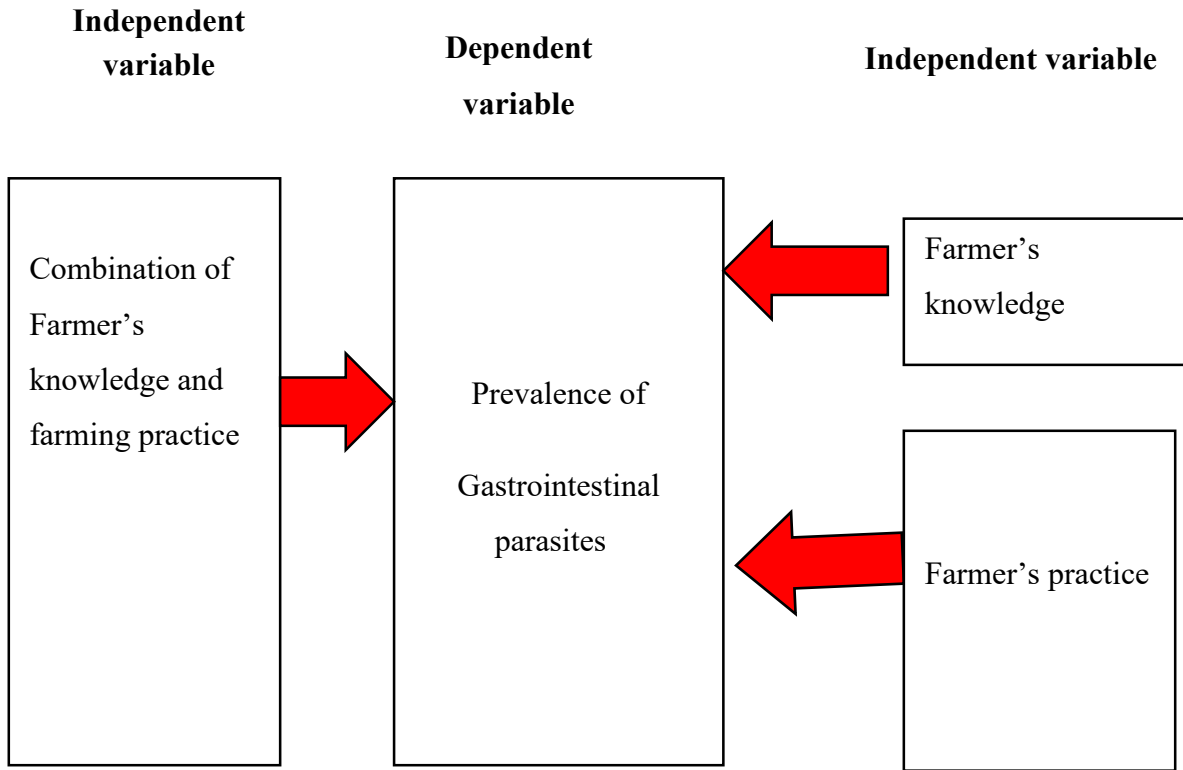 Independent
variable
Dependent
variable
Independent variable
Combination of
Farmer’s
knowledge and
farming practice
Prevalence of
Gastrointestinal
parasites
Farmer’s
knowledge
Farmer’s practice